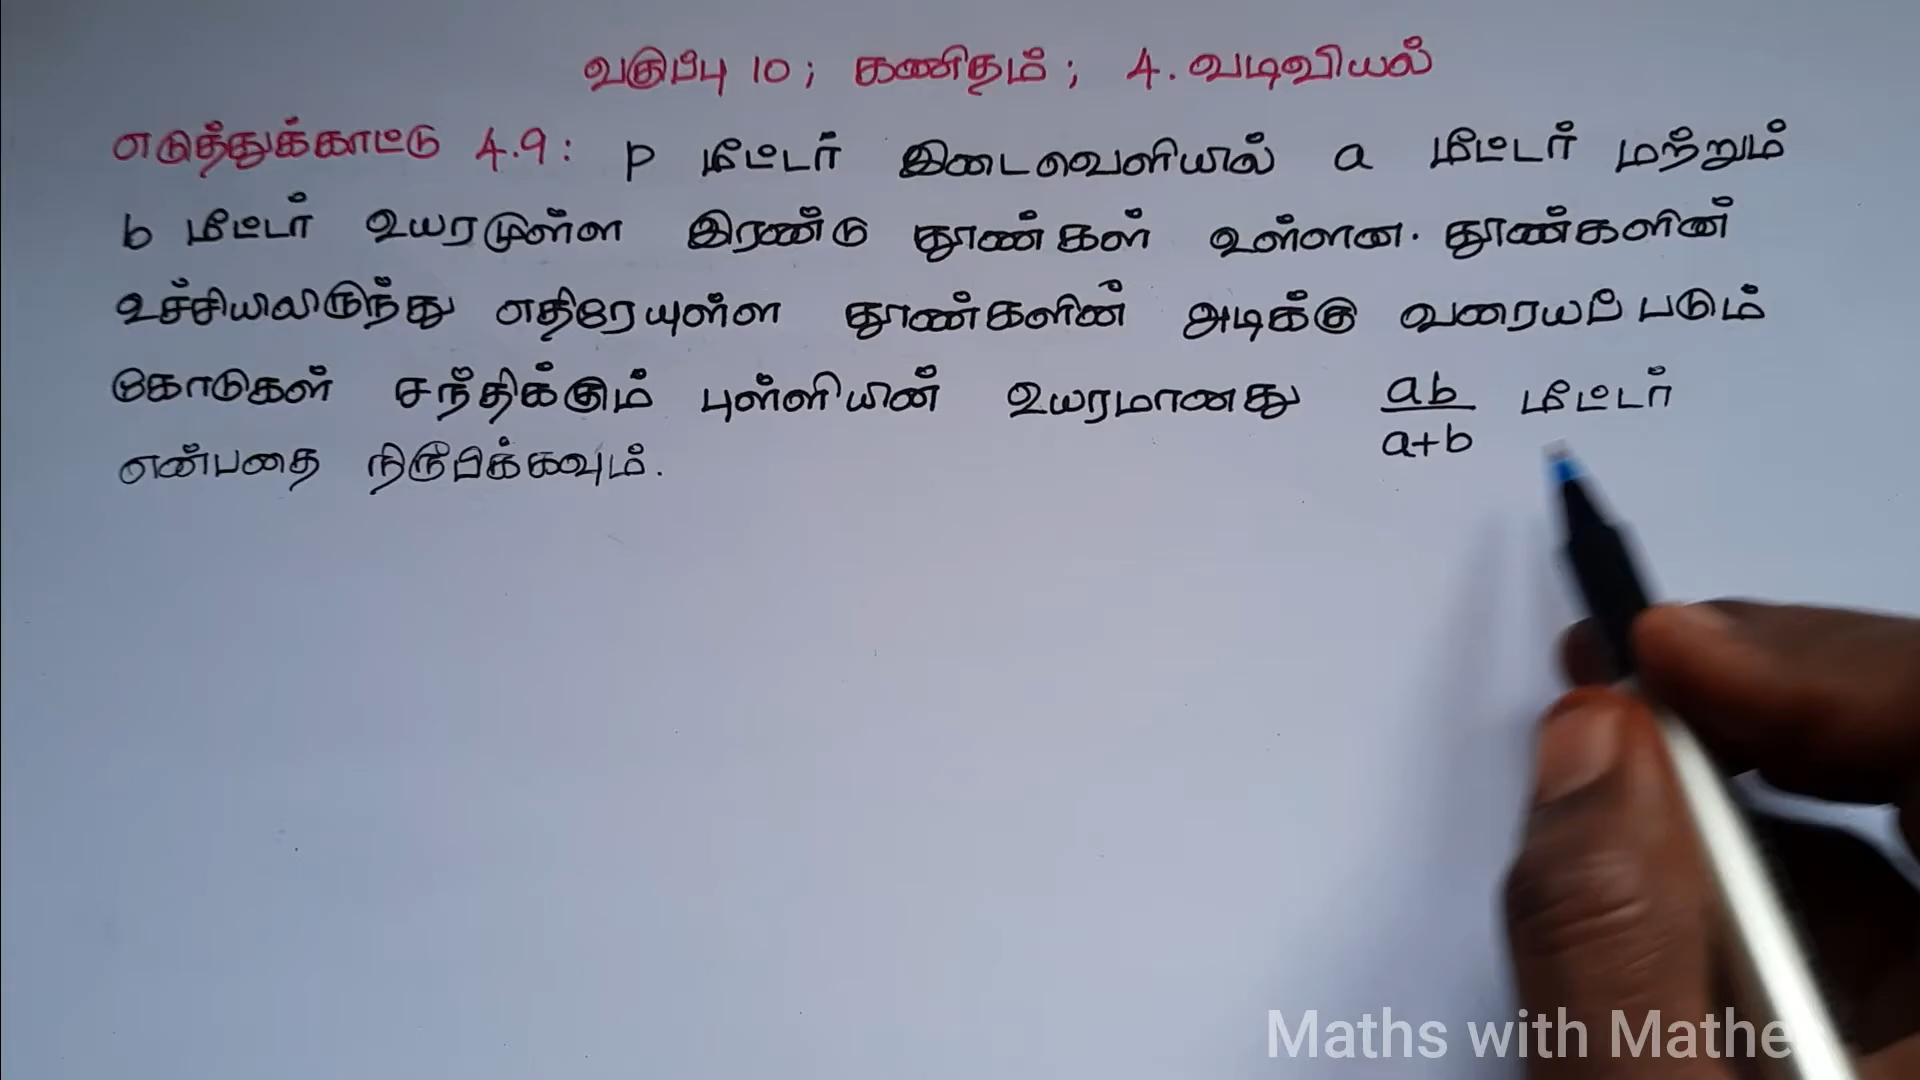 வகுப்பு 10; கணிதம்; 4. வடிவியல்
எடுத்துக்காட்டு 4.9: p மீட்டர் இடைவெளியில் a மீட்டர் மற்றும்
b மீட்டர் உயரமுள்ள இரண்டு தூண்கள் உள்ளன. தூண்களின்
உச்சியிலிருந்து எதிரேயுள்ள தூண்களின் அடிக்கு வரையப்படும்
கோடுகள் சந்திக்கும் புள்ளியின் உயரமானது ab/a+b மீட்டர்
என்பதை நிரூபிக்கவும்.
Maths with Mathe